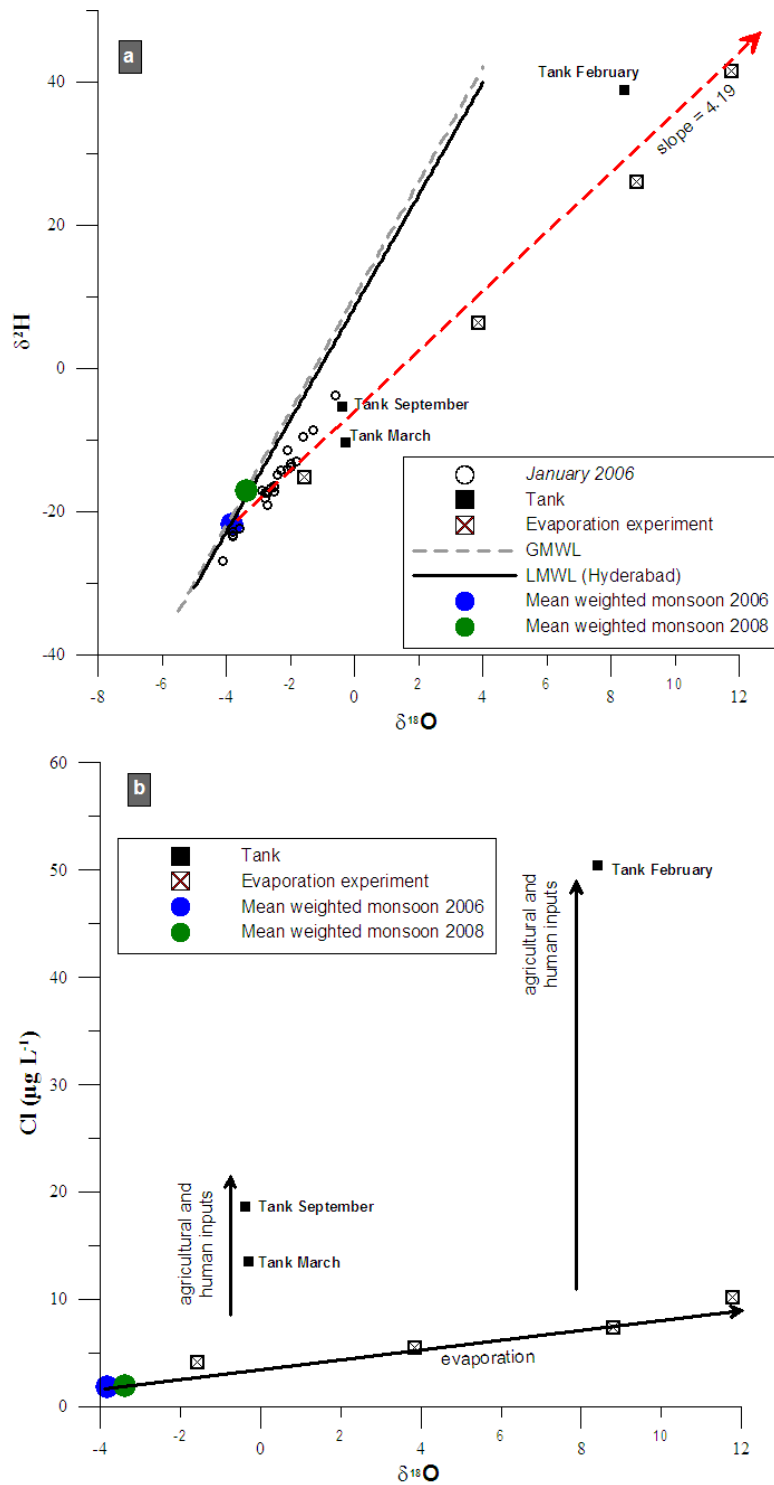 a
40
20
0
-20
-40
δ²H
Tank February
slope = 4.19
Tank September
Tank March
January 2006
Tank
Evaporation experiment
GMWL
LMWL (Hyderabad)
Mean weighted monsoon 2006
Mean weighted monsoon 2008
-8 -6 -4 -2 0 2 4 6 8 10 12
δ¹⁸O
b
60
50
40
30
20
10
0
Cl (µg L⁻¹)
Tank
Evaporation experiment
Mean weighted monsoon 2006
Mean weighted monsoon 2008
Tank February
agricultural and
human inputs
agricultural and
human inputs
Tank September
Tank March
evaporation
-4 -2 0 2 4 6 8 10 12
δ¹⁸O